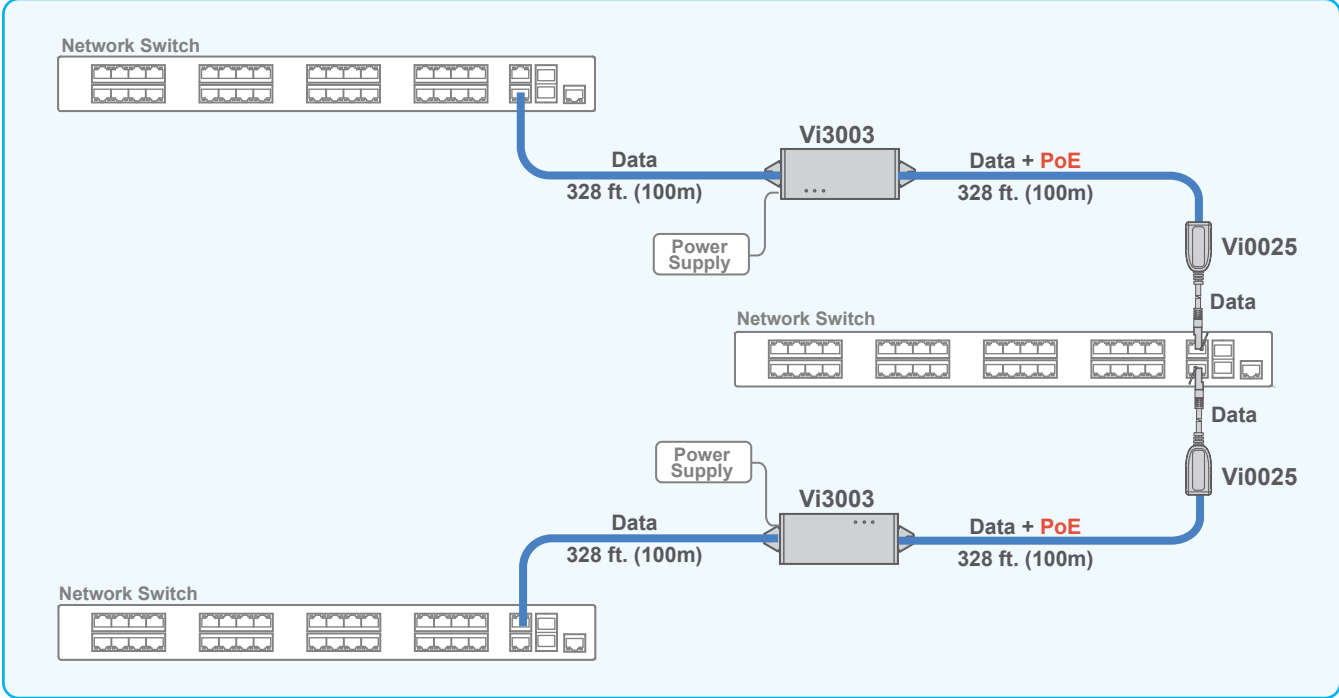 Network Switch
Vi3003
Data
328 ft. (100m)
Data + PoE
328 ft. (100m)
Power
Supply
Vi0025
Data
Network Switch
Data
Power
Supply
Vi0025
Vi3003
Data
328 ft. (100m)
Data + PoE
328 ft. (100m)
Network Switch